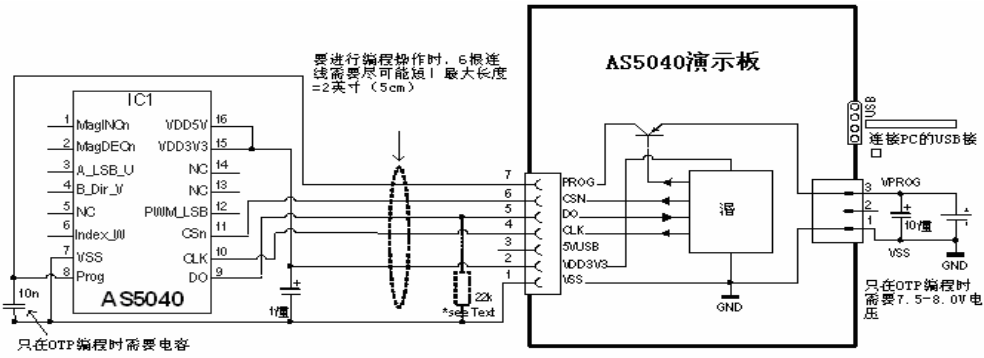 要进行编程操作时，6根连
线需要尽可能短！最大长度
=2英寸（5cm）
AS5040演示板
IC1
1 MagINCn
2 MagDECn
3 A_LSB_U
4 B_Dir_V
5 NC
6 Index_W
7 VSS
8 Prog
VDD5V 16
VDD3V3 15
NC 14
NC 13
PWM_LSB 12
CSn 11
CLK 10
DO 9
AS5040
10n
只在OTP编程时需要电容
22k
*see Text
7 PROG
6 CSN
5 DO
4 CLK
3 5VUSB
2 VDD3V3
1 VSS
GND
USB
连接PC的USB接
口
3 VPROG
2
1
VSS
GND
只在OTP编程时
需要7.5-8.0V电
压